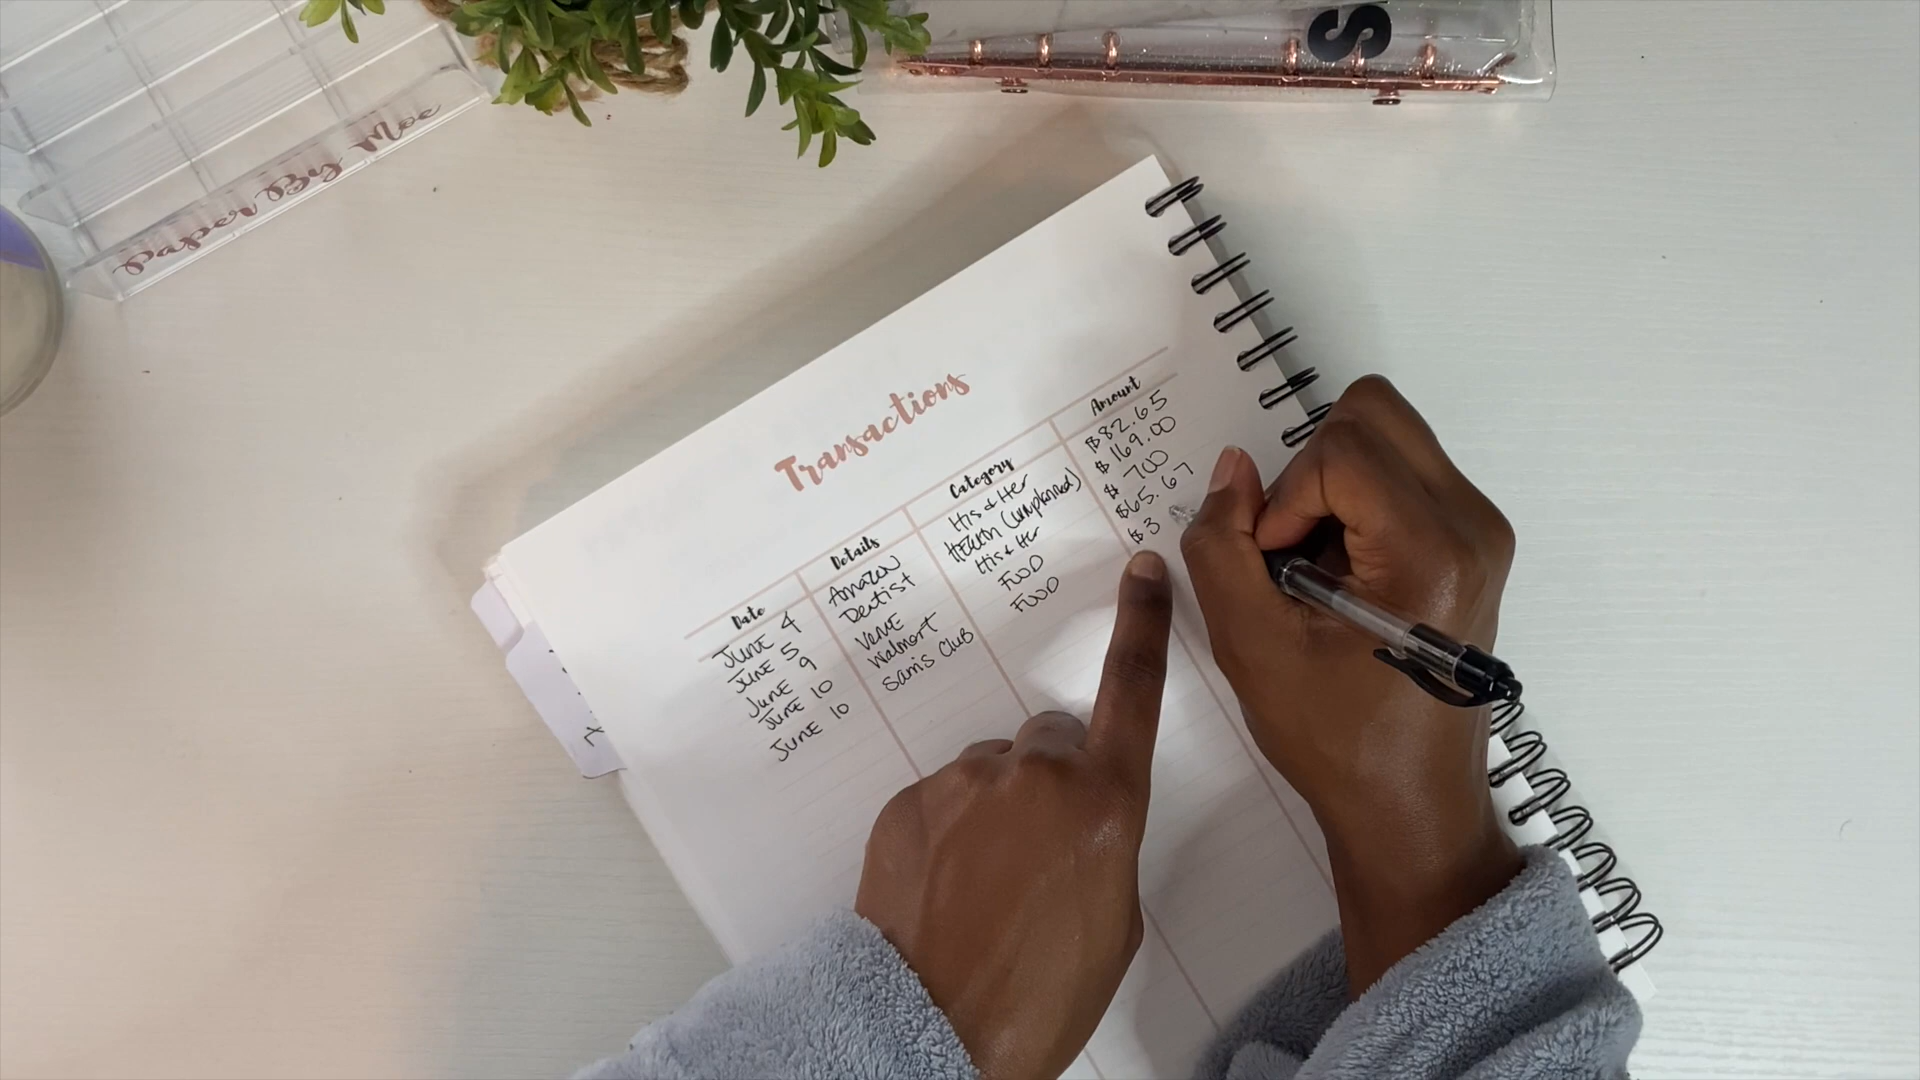 S
Paper By Moe
Transactions
Date Details Category Amount
June 4 Amazon His & Her $82.65
June 5 Dentist Health (unplanned) $169.00
June 9 Venue His & Her $ 700
June 10 Walmart Food $65.67
June 10 Sam's Club Food $3